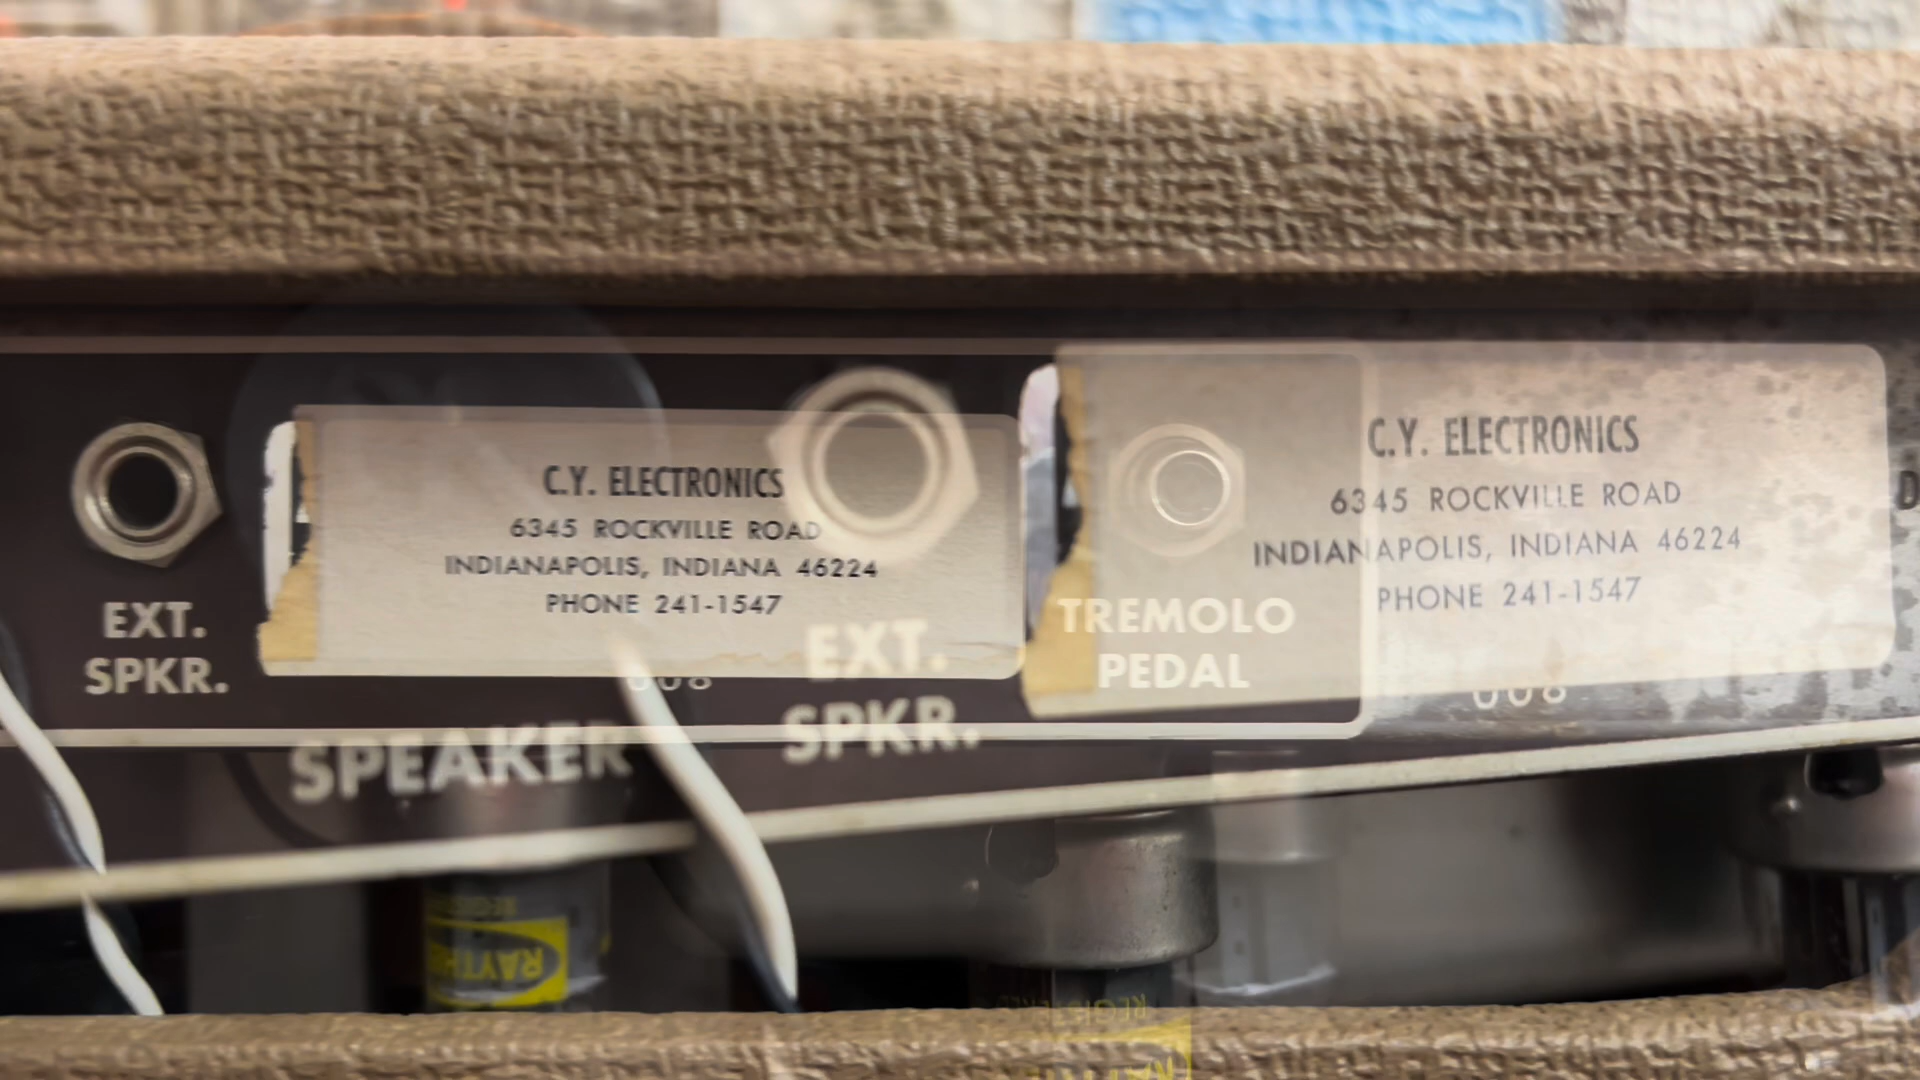 C.Y. ELECTRONICS
6345 ROCKVILLE ROAD
INDIANAPOLIS, INDIANA 46224
PHONE 241-1547
C.Y. ELECTRONICS
6345 ROCKVILLE ROAD
INDIANAPOLIS, INDIANA 46224
PHONE 241-1547
EXT.
SPKR.
EXT.
SPKR.
TREMOLO
PEDAL
SPEAKER
REGISTERED